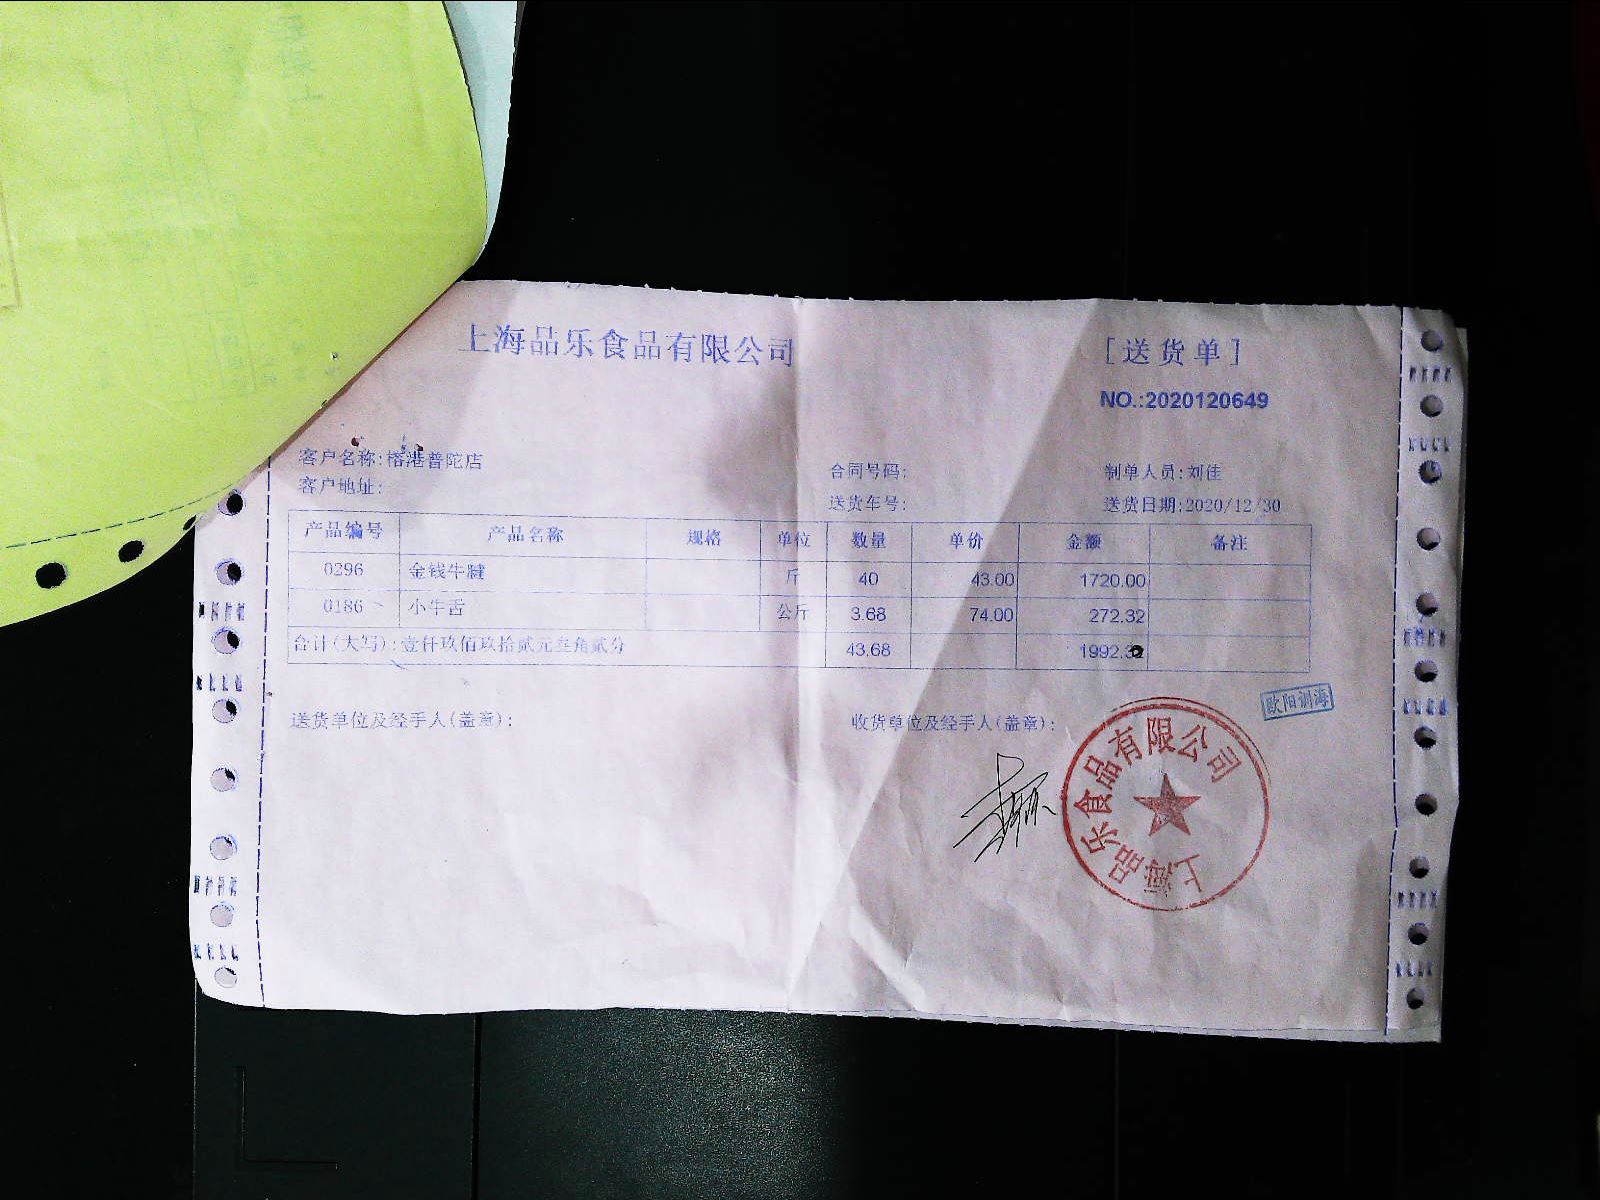 上海品乐食品有限公司
[送货单]
NO.:2020120649
客户名称:榕港普陀店
合同号码:
制单人员:刘佳
客户地址:
送货车号:
送货日期:2020/12/30
产品编号 产品名称 规格 单位 数量 单价 金额 备注
0296 金钱牛腱 斤 40 43.00 1720.00
0186 小牛舌 公斤 3.68 74.00 272.32
合计(大写):壹仟玖佰玖拾贰元叁角贰分 43.68 1992.32
送货单位及经手人(盖章):
收货单位及经手人(盖章):
欧阳训海
上海品乐食品有限公司